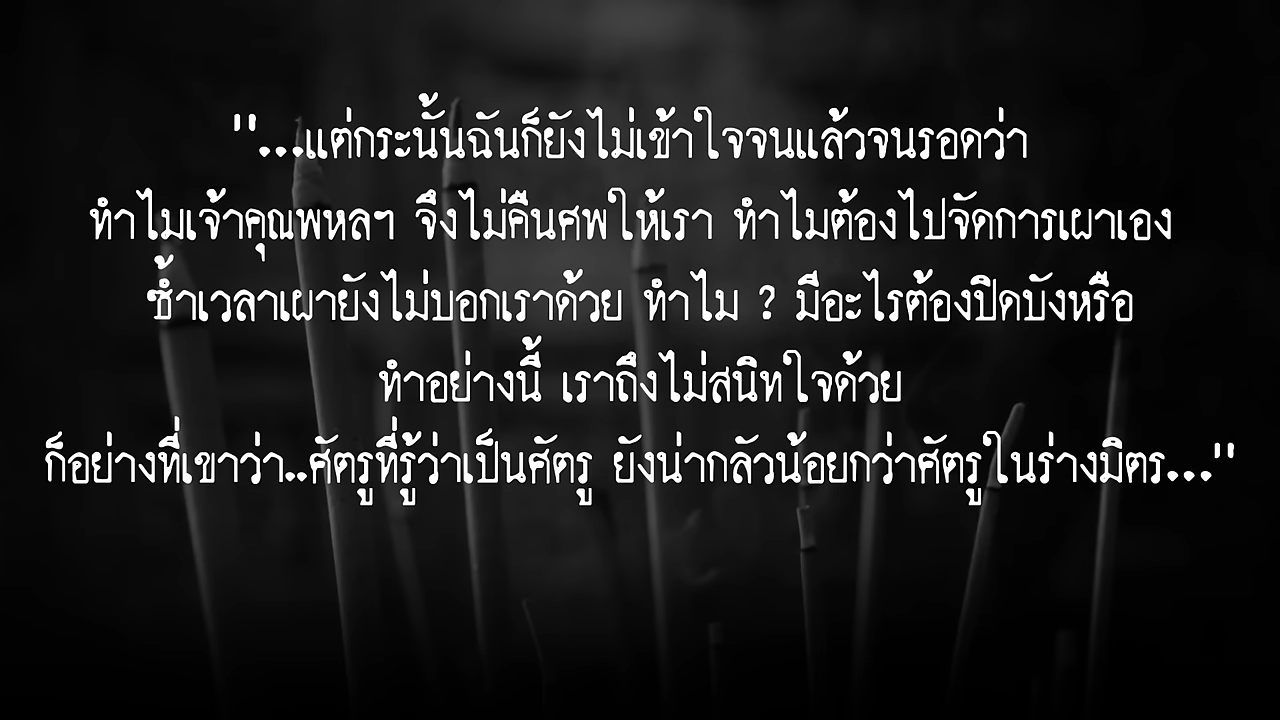 "...แต่กระนั้นฉันก็ยังไม่เข้าใจจนแล้วจนรอดว่า
ทำไมเจ้าคุณพหลฯ จึงไม่คืนศพให้เรา ทำไมต้องไปจัดการเผาเอง
ซ้ำเวลาเผายังไม่บอกเราด้วย ทำไม ? มีอะไรต้องปิดบังหรือ
ทำอย่างนี้ เราถึงไม่สนิทใจด้วย
ก็อย่างที่เขาว่า..ศัตรูที่รู้ว่าเป็นศัตรู ยังน่ากลัวน้อยกว่าศัตรูในร่างมิตร..."